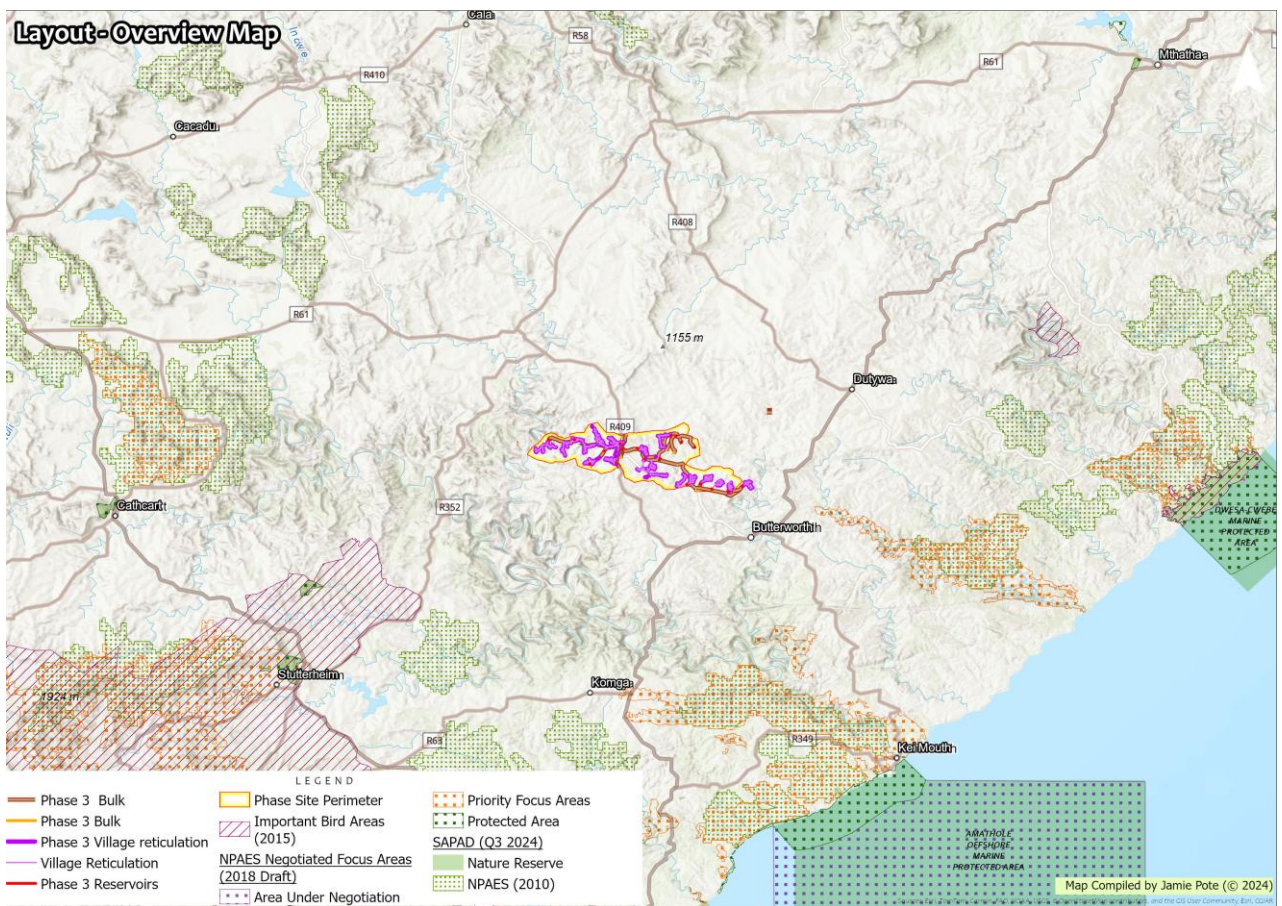 Layout - Overview Map
Cala
R58
R61
Mthatha
R410
Cacadu
R408
R61
1155 m
Dutywa
R409
Cathcart
R352
Butterworth
DWESA-CWEBE
MARINE
PROTECTED
AREA
Stutterheim
1924 m
Komga
R63
R349
Kei Mouth
AMATHOLE
OFFSHORE
MARINE
PROTECTED AREA
LEGEND
Phase 3 Bulk
Phase 3 Bulk
Phase 3 Village reticulation
Village Reticulation
Phase 3 Reservoirs
Phase Site Perimeter
Important Bird Areas
(2015)
NPAES Negotiated Focus Areas
(2018 Draft)
Area Under Negotiation
Priority Focus Areas
Protected Area
SAPAD (Q3 2024)
Nature Reserve
NPAES (2010)
Map Compiled by Jamie Pote (© 2024)